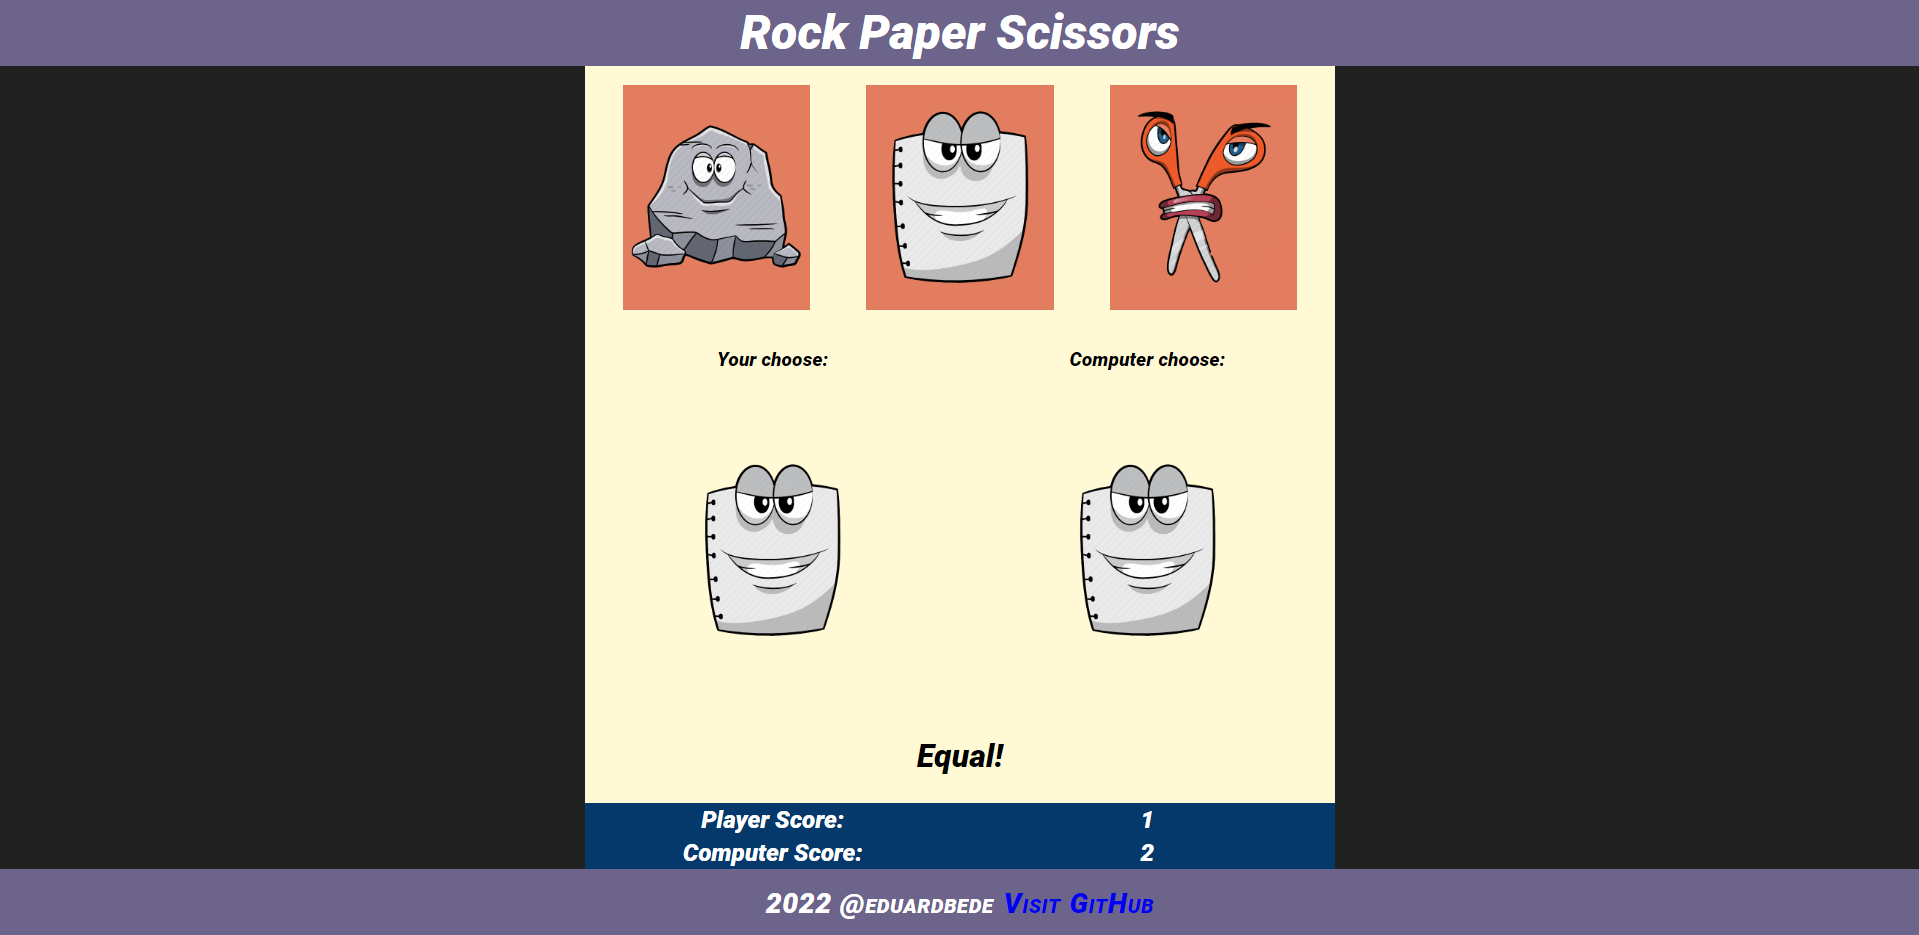 Rock Paper Scissors
Your choose:
Computer choose:
Equal!
Player Score: 1
Computer Score: 2
2022 @eduardbede Visit GitHub